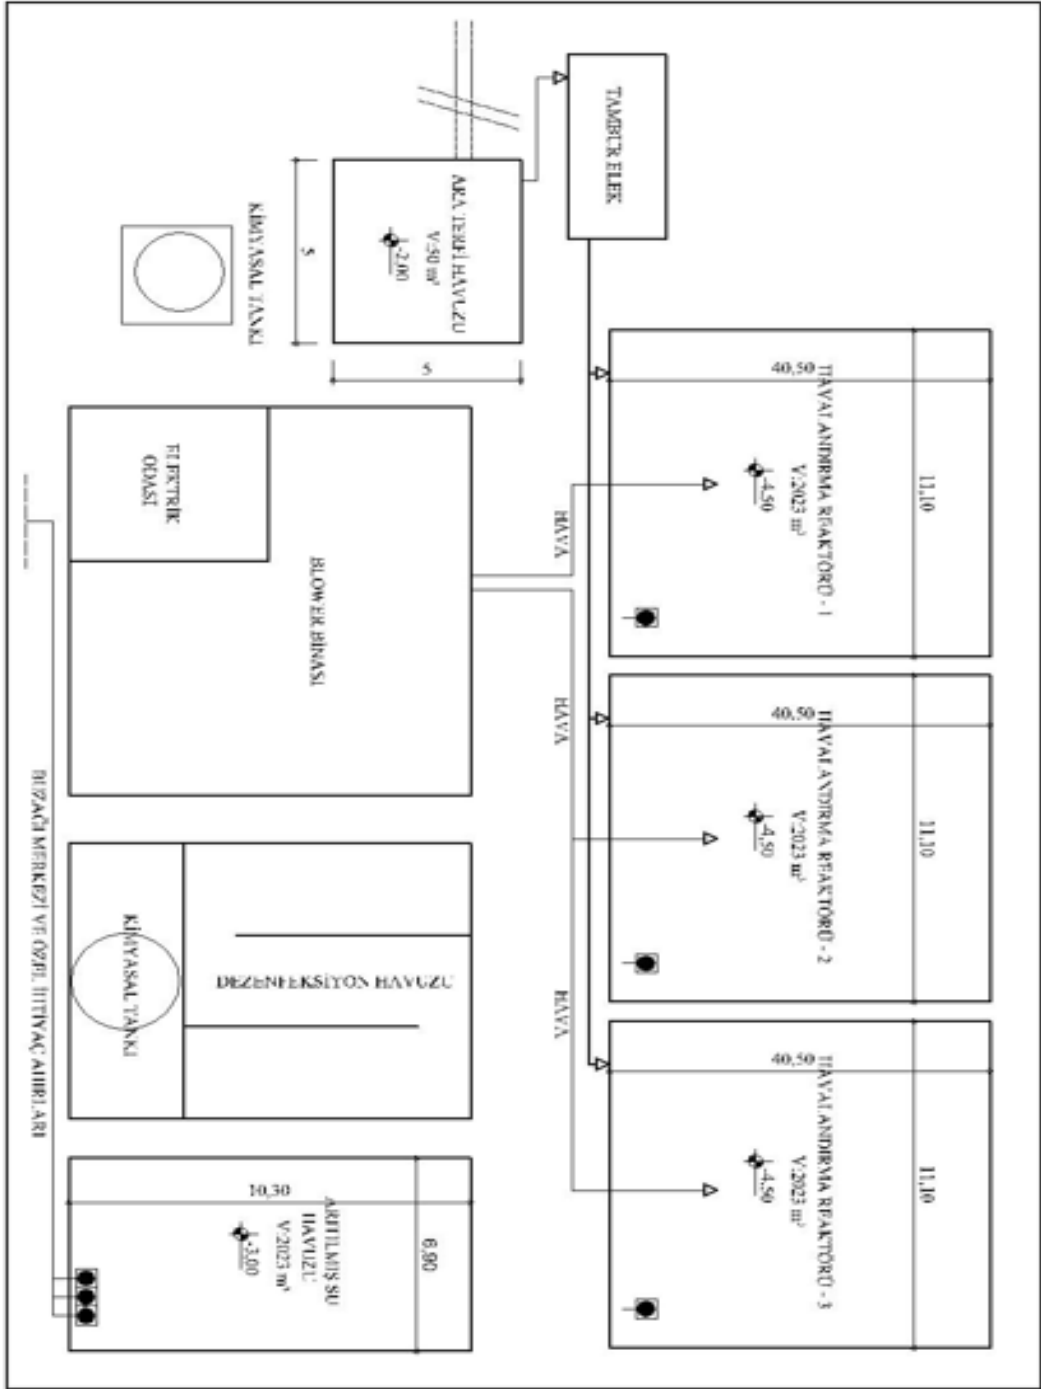 TAMBUR ELEK
ARA TERFİ HAVUZU
V:50 m³
-2,00
5
5
KİMYASAL TANKI
HAVALANDIRMA REAKTÖRÜ - 1
V:2023 m³
-4,50
40,50
11,10
HAVALANDIRMA REAKTÖRÜ - 2
V:2023 m³
-4,50
40,50
11,10
HAVALANDIRMA REAKTÖRÜ - 3
V:2023 m³
-4,50
40,50
11,10
HAVA
HAVA
HAVA
ELEKTRİK
ODASI
BLOWER BİNASI
KİMYASAL TANKI
DEZENFEKSİYON HAVUZU
ARITILMIŞ SU
HAVUZU
V:2023 m³
-3,00
10,30
6,90
BUZAĞI MERKEZİ VE ÖZEL İHTİYAÇ AHIRLARI